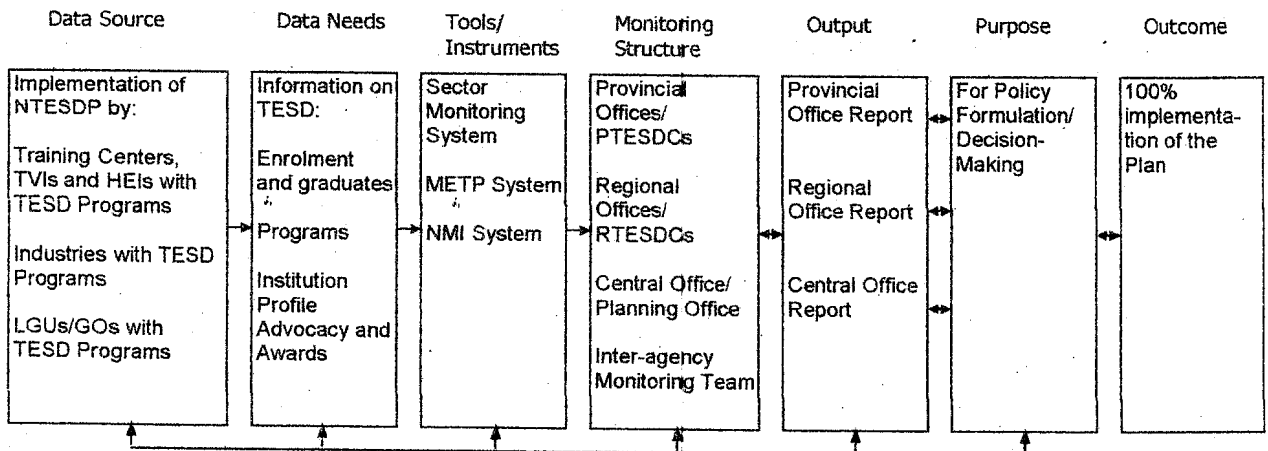 Data Source
Data Needs
Tools/
Instruments
Monitoring
Structure
Output
Purpose
Outcome
Implementation of
NTESDP by:
Training Centers,
TVIs and HEIs with
TESD Programs
Industries with TESD
Programs
LGUs/GOs with
TESD Programs
Information on
TESD:
Enrolment
and graduates
Programs
Institution
Profile
Advocacy and
Awards
Sector
Monitoring
System
METP System
NMI System
Provincial
Offices/
PTESDCs
Regional
Offices/
RTESDCs
Central Office/
Planning Office
Inter-agency
Monitoring Team
Provincial
Office Report
Regional
Office Report
Central Office
Report
For Policy
Formulation/
Decision-
Making
100%
implementa-
tion of the
Plan